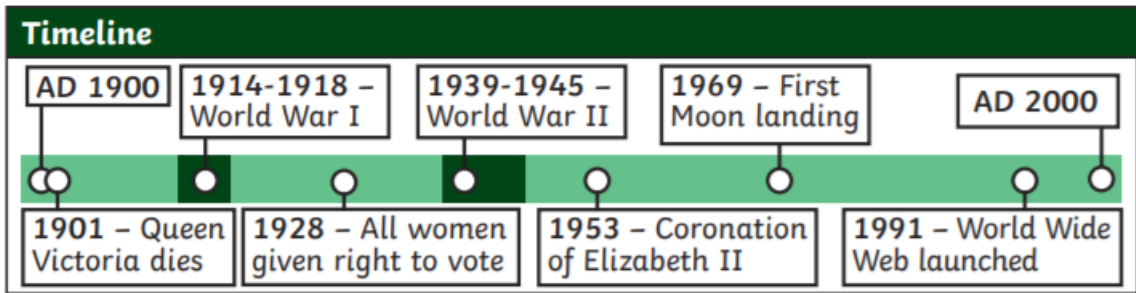 Timeline
AD 1900
1914-1918 –
World War I
1939-1945 –
World War II
1969 – First
Moon landing
AD 2000
1901 – Queen
Victoria dies
1928 – All women
given right to vote
1953 – Coronation
of Elizabeth II
1991 – World Wide
Web launched